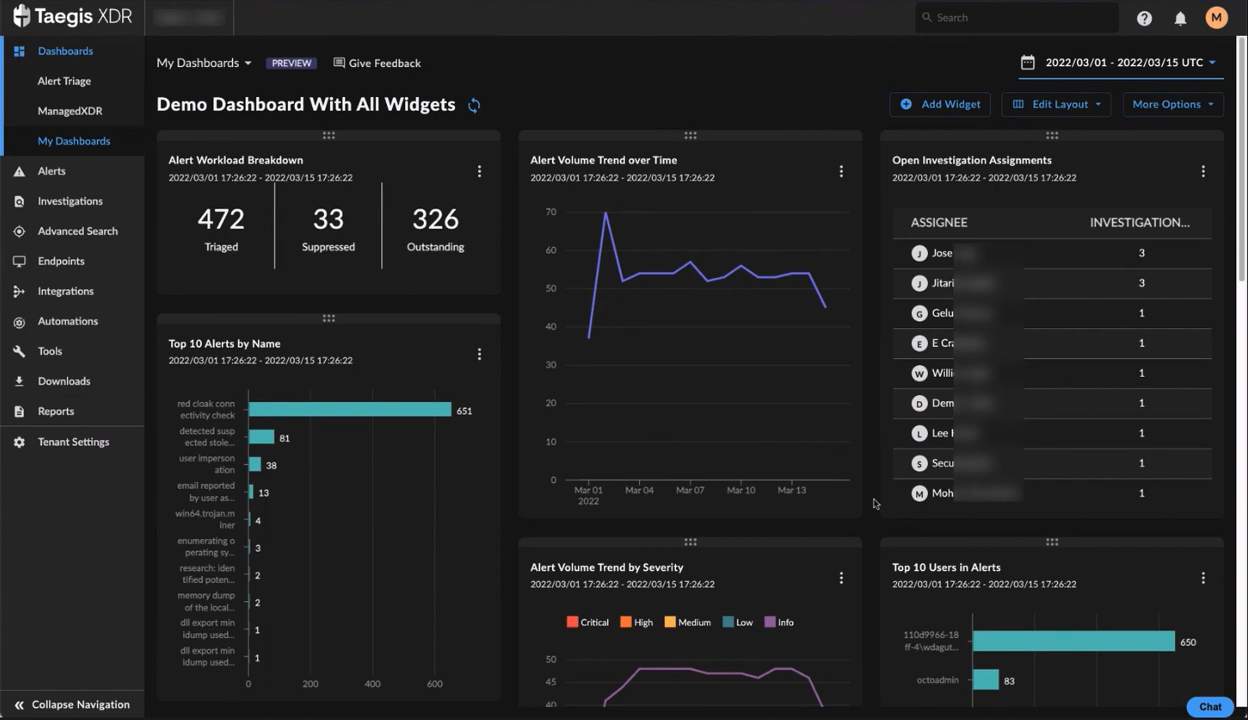 Taegis XDR
Search
M
Dashboards
Alert Triage
ManagedXDR
My Dashboards
Alerts
Investigations
Advanced Search
Endpoints
Integrations
Automations
Tools
Downloads
Reports
Tenant Settings
Collapse Navigation
My Dashboards
PREVIEW
Give Feedback
2022/03/01 - 2022/03/15 UTC
Demo Dashboard With All Widgets
Add Widget
Edit Layout
More Options
Alert Workload Breakdown
2022/03/01 17:26:22 - 2022/03/15 17:26:22
472
Triaged
33
Suppressed
326
Outstanding
Top 10 Alerts by Name
2022/03/01 17:26:22 - 2022/03/15 17:26:22
red cloak conn
ectivity check
651
detected susp
ected stole...
81
user imperson
ation
38
email reported
by user as...
13
win64.trojan.m
iner
4
enumerating o
perating sy...
3
research: iden
tified poten...
2
memory dump
of the local...
2
dll export min
idump used...
1
dll export min
idump used...
1
0 200 400 600
Alert Volume Trend over Time
2022/03/01 17:26:22 - 2022/03/15 17:26:22
70
60
50
40
30
20
10
0
Mar 01 Mar 04 Mar 07 Mar 10 Mar 13
2022
Alert Volume Trend by Severity
2022/03/01 17:26:22 - 2022/03/15 17:26:22
Critical High Medium Low Info
50
45
40
Open Investigation Assignments
2022/03/01 17:26:22 - 2022/03/15 17:26:22
ASSIGNEE INVESTIGATION...
J Jose 3
J Jitari 3
G Gelu 1
E E Cra 1
W Willi 1
D Dem 1
L Lee 1
S Secu 1
M Moh 1
Top 10 Users in Alerts
2022/03/01 17:26:22 - 2022/03/15 17:26:22
110d9966-18
ff-4\wdagut...
650
octoadmin
83
Chat